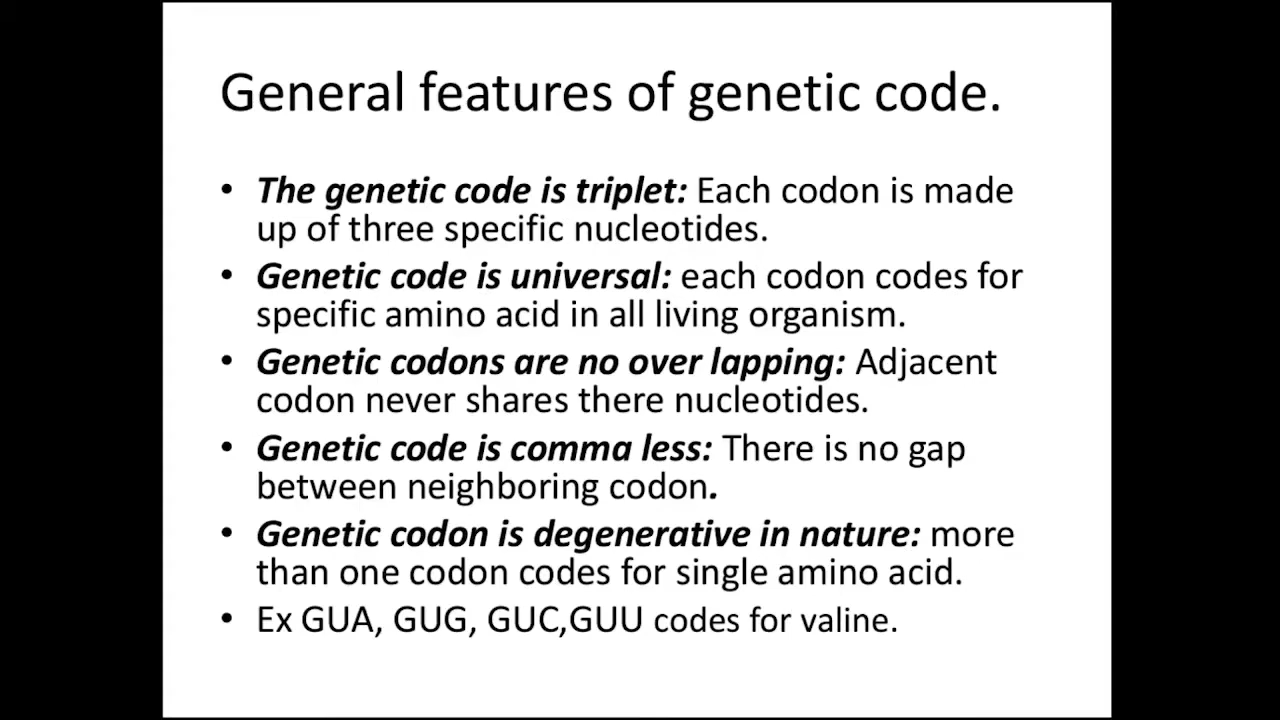 General features of genetic code.
• The genetic code is triplet: Each codon is made
up of three specific nucleotides.
• Genetic code is universal: each codon codes for
specific amino acid in all living organism.
• Genetic codons are no over lapping: Adjacent
codon never shares there nucleotides.
• Genetic code is comma less: There is no gap
between neighboring codon.
• Genetic codon is degenerative in nature: more
than one codon codes for single amino acid.
• Ex GUA, GUG, GUC,GUU codes for valine.